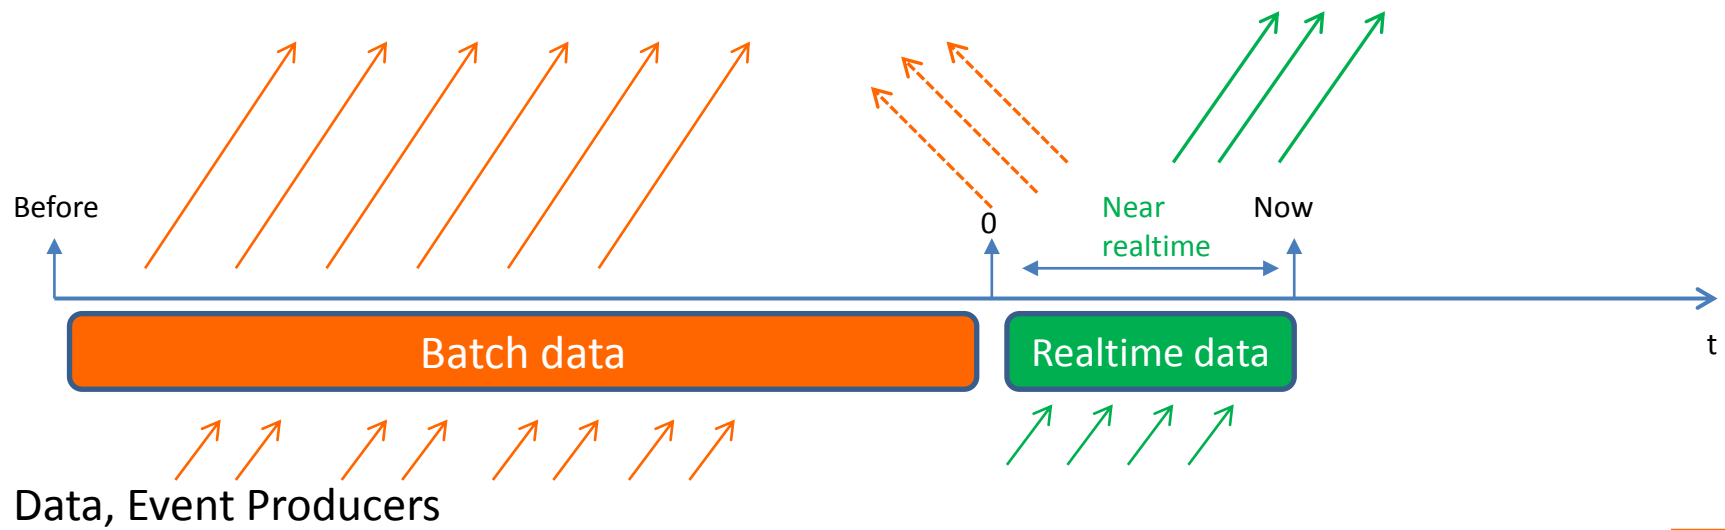 Before
0
Near
realtime
Now
Batch data
Realtime data
t
Data, Event Producers